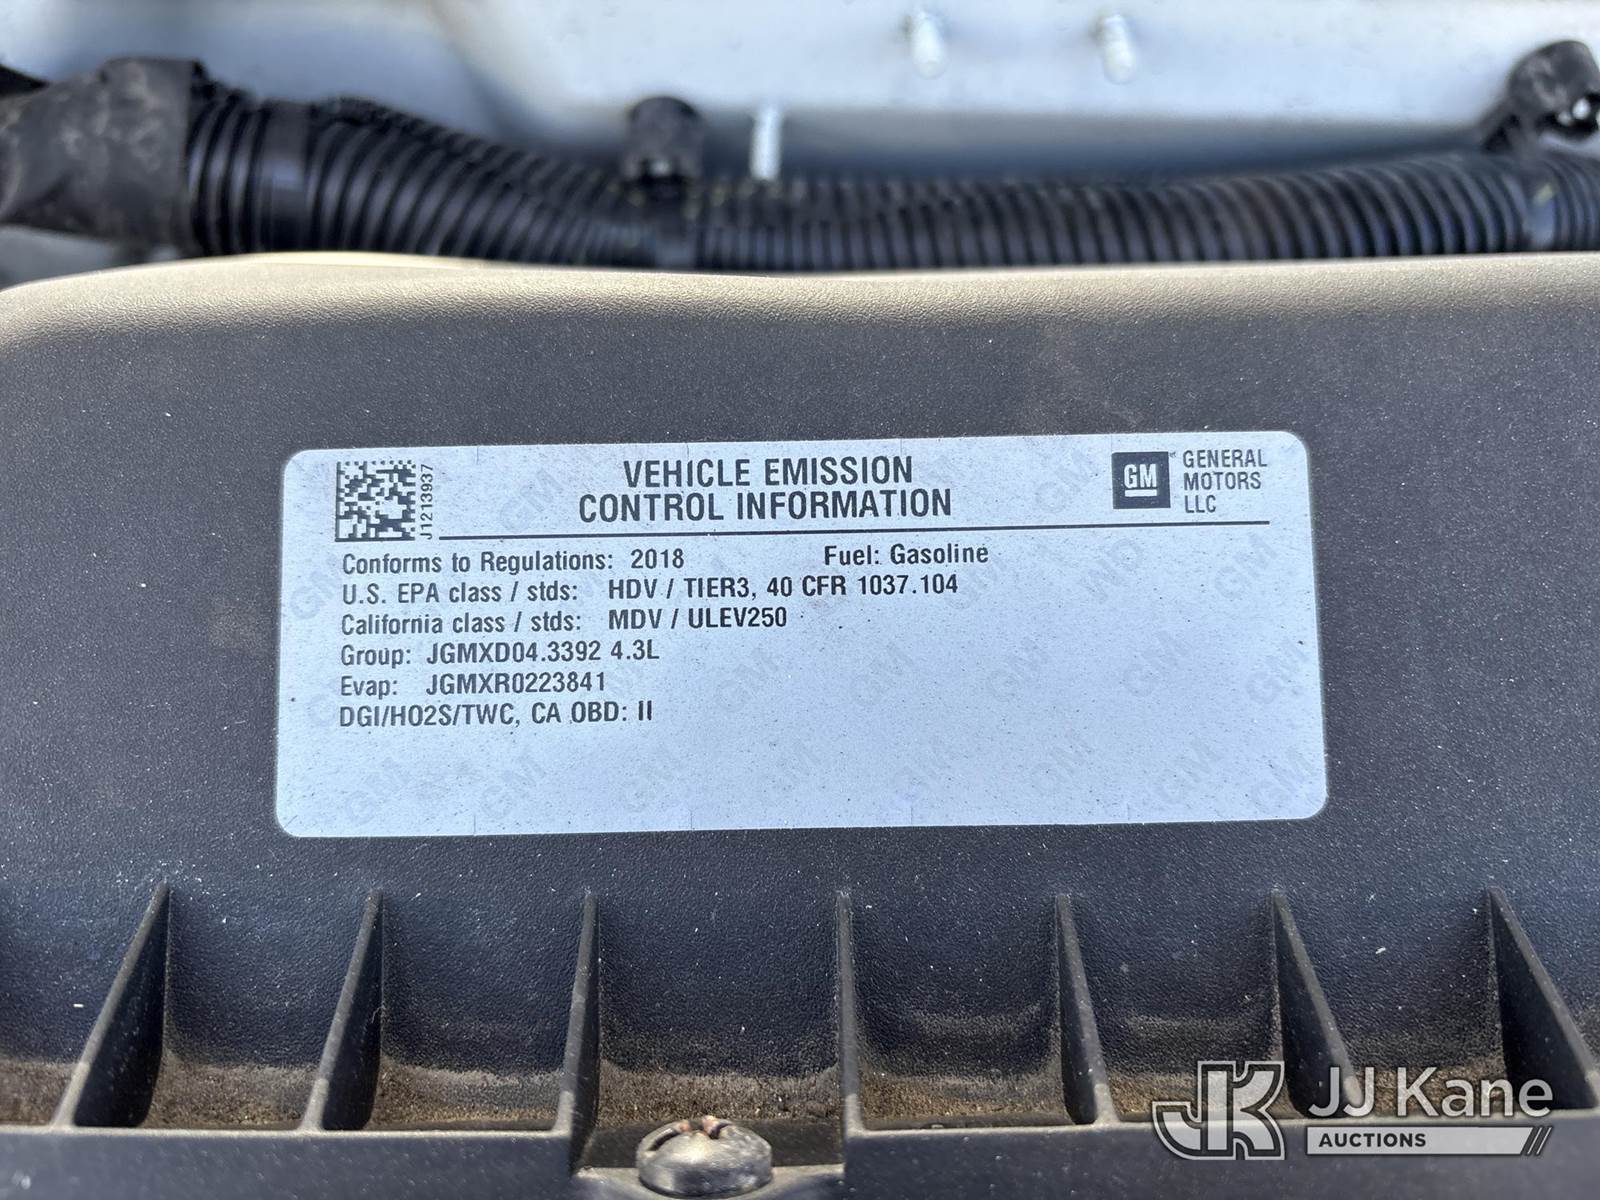 J1213937
VEHICLE EMISSION
CONTROL INFORMATION
GM
GENERAL
MOTORS
LLC
Conforms to Regulations: 2018 Fuel: Gasoline
U.S. EPA class / stds: HDV / TIER3, 40 CFR 1037.104
California class / stds: MDV / ULEV250
Group: JGMXD04.3392 4.3L
Evap: JGMXR0223841
DGI/HO2S/TWC, CA OBD: II
JK
JJ Kane
AUCTIONS